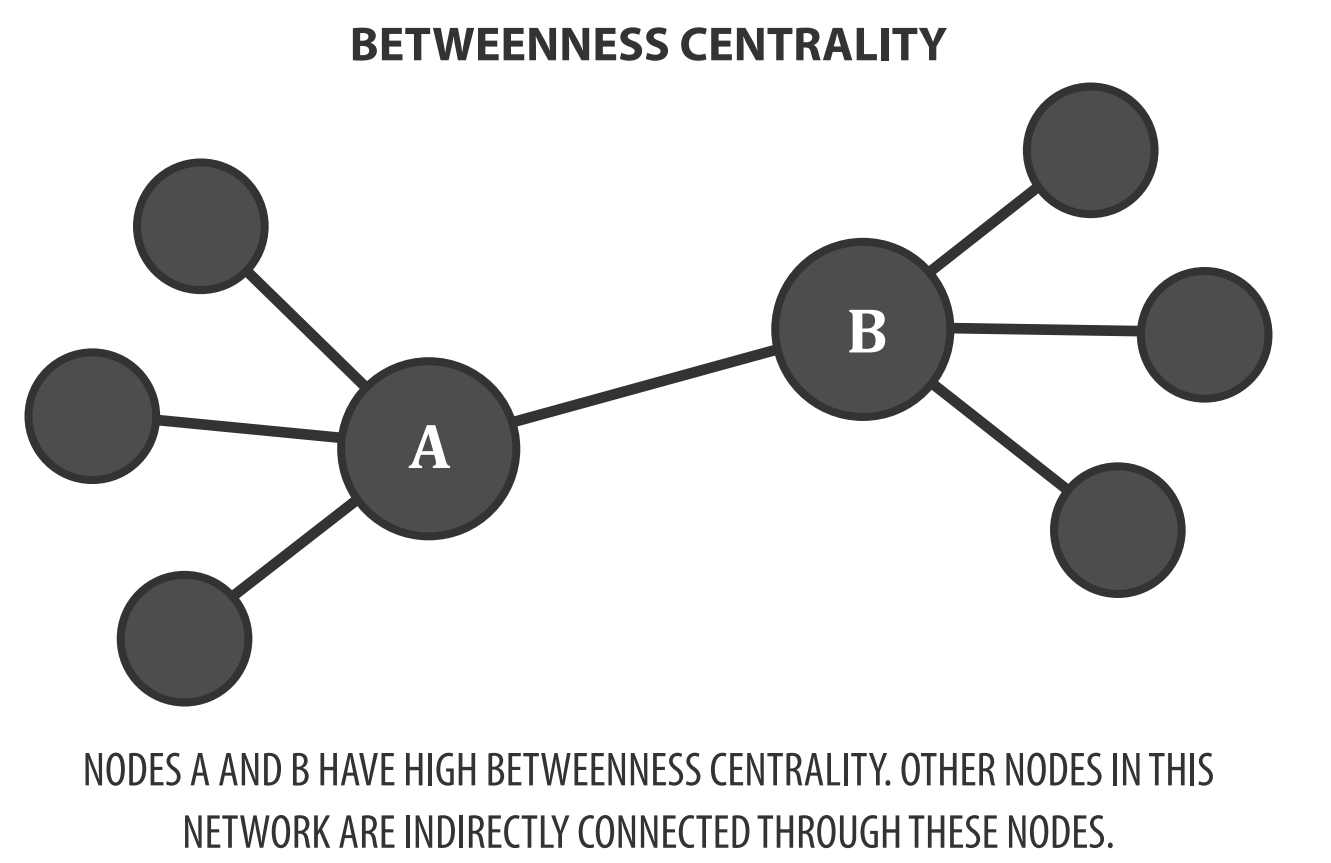 BETWEENNESS CENTRALITY
B
A
NODES A AND B HAVE HIGH BETWEENNESS CENTRALITY. OTHER NODES IN THIS
NETWORK ARE INDIRECTLY CONNECTED THROUGH THESE NODES.